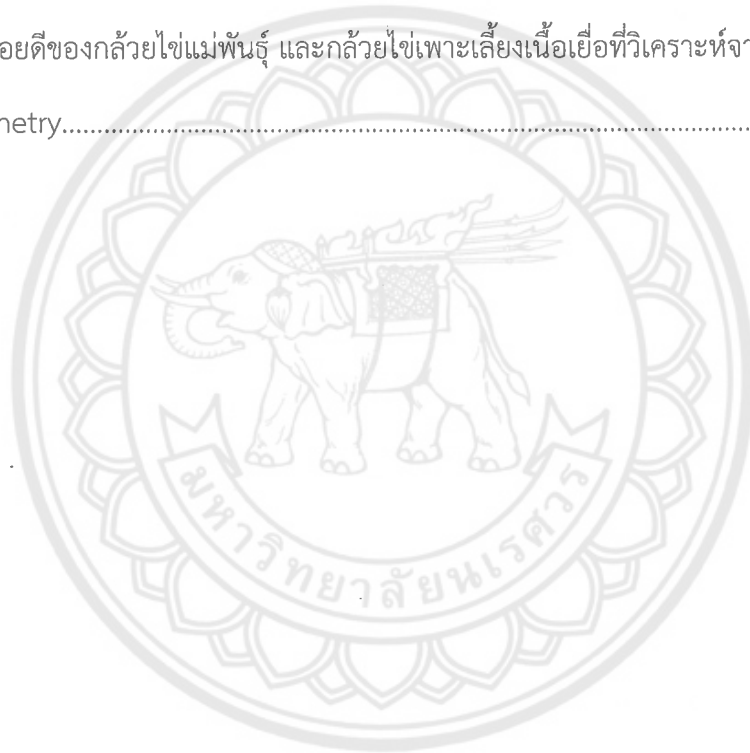 อยดีของกล้วยไข่แม่พันธุ์ และกล้วยไข่เพาะเลี้ยงเนื้อเยื่อที่วิเคราะห์จา
netry.....................................................................................................
มหาวิทยาลัยนเรศวร